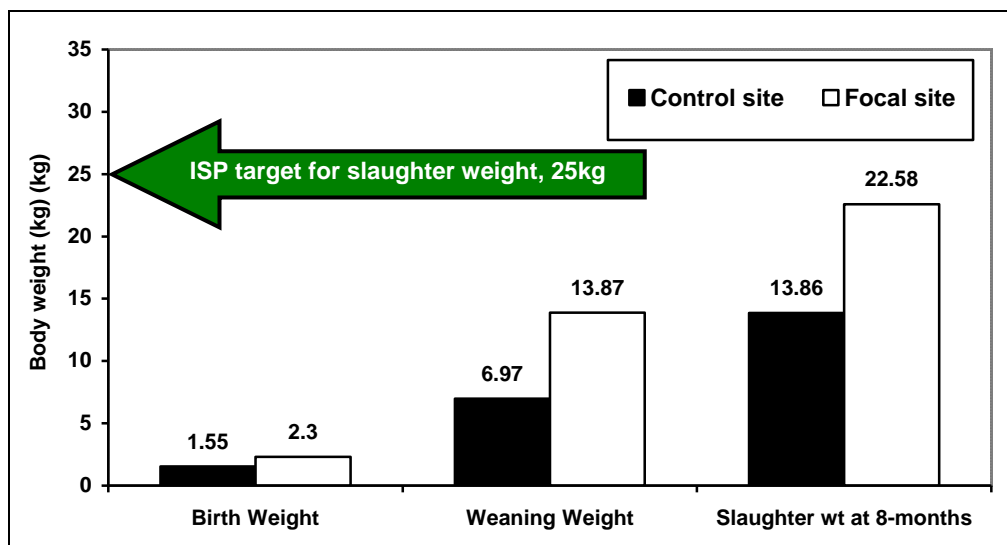 Body weight (kg) (kg)
35
30
25
20
15
10
5
0
Control site
Focal site
ISP target for slaughter weight, 25kg
1.55
2.3
6.97
13.87
13.86
22.58
Birth Weight
Weaning Weight
Slaughter wt at 8-months